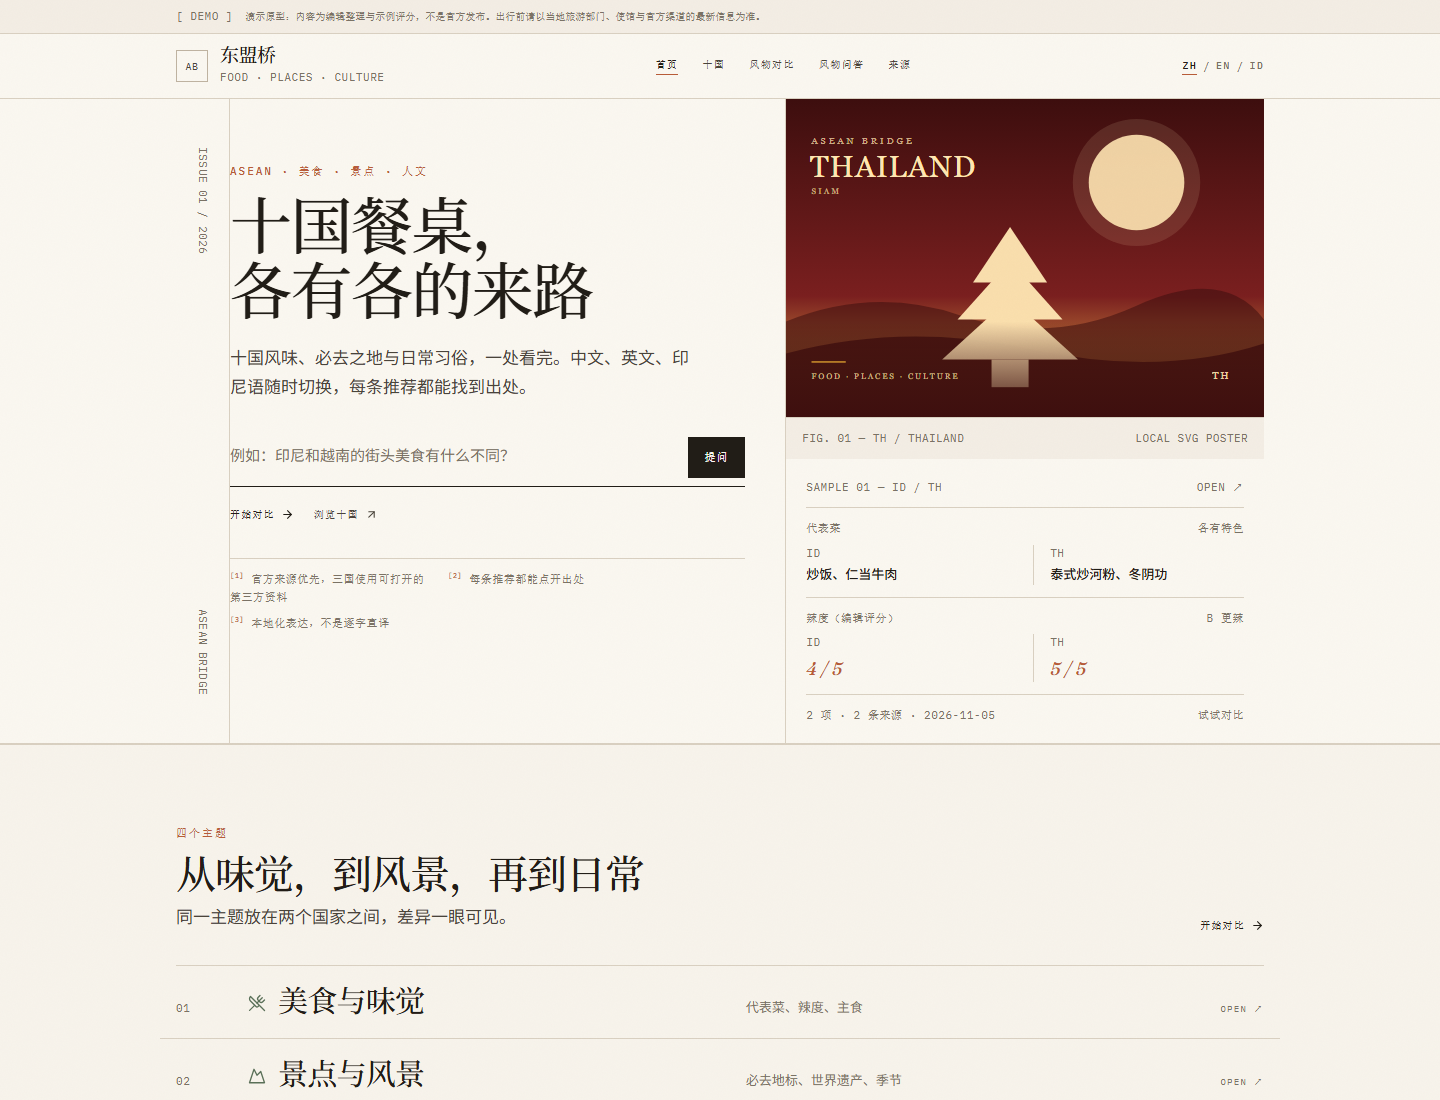 [ DEMO ] 演示原型：内容为编辑整理与示例评分，不是官方发布。出行前请以当地旅游部门、使馆与官方渠道的最新信息为准。
AB
东盟桥
FOOD · PLACES · CULTURE
首页 十国 风物对比 风物问答 来源
ZH / EN / ID
ISSUE 01 / 2026
ASEAN BRIDGE
ASEAN · 美食 · 景点 · 人文
十国餐桌，
各有各的来路
十国风味、必去之地与日常习俗，一处看完。中文、英文、印
尼语随时切换，每条推荐都能找到出处。
例如：印尼和越南的街头美食有什么不同？
提问
开始对比 → 浏览十国 ↗
[1] 官方来源优先，三国使用可打开的
第三方资料
[2] 每条推荐都能点开出处
[3] 本地化表达，不是逐字直译
ASEAN BRIDGE
THAILAND
SIAM
FOOD · PLACES · CULTURE
TH
FIG. 01 — TH / THAILAND
LOCAL SVG POSTER
SAMPLE 01 — ID / TH
OPEN ↗
代表菜
各有特色
ID
炒饭、仁当牛肉
TH
泰式炒河粉、冬阴功
辣度（编辑评分）
B 更辣
ID
4/5
TH
5/5
2 项 · 2 条来源 · 2026-11-05
试试对比
四个主题
从味觉，到风景，再到日常
同一主题放在两个国家之间，差异一眼可见。
开始对比 →
01 美食与味觉 代表菜、辣度、主食 OPEN ↗
02 景点与风景 必去地标、世界遗产、季节 OPEN ↗